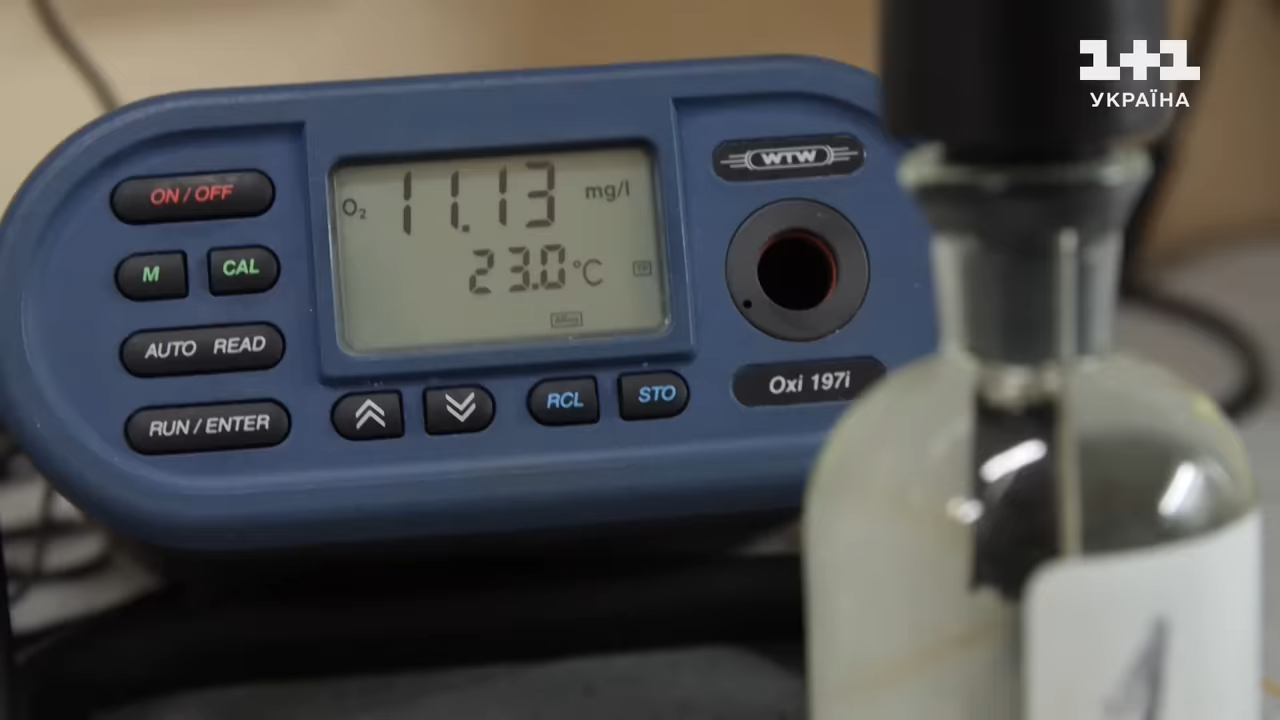 1+1
УКРАЇНА
ON / OFF
M
CAL
AUTO READ
RUN / ENTER
O₂ 11.13 mg/l
23.0 °C
TP
WTW
Oxi 197i
RCL
STO